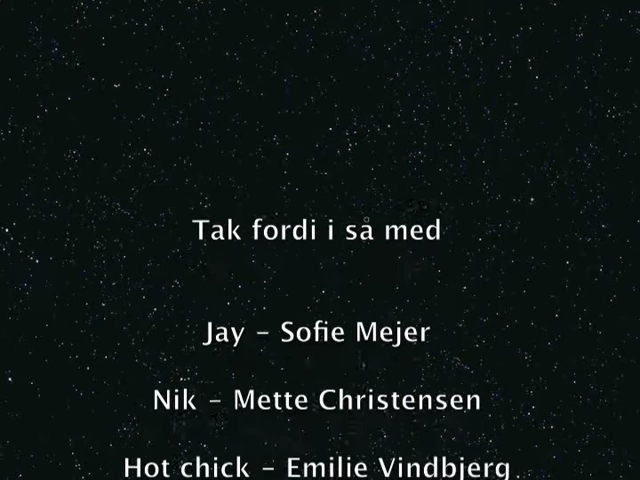 Tak fordi i så med
Jay – Sofie Mejer
Nik – Mette Christensen
Hot chick – Emilie Vindbjerg